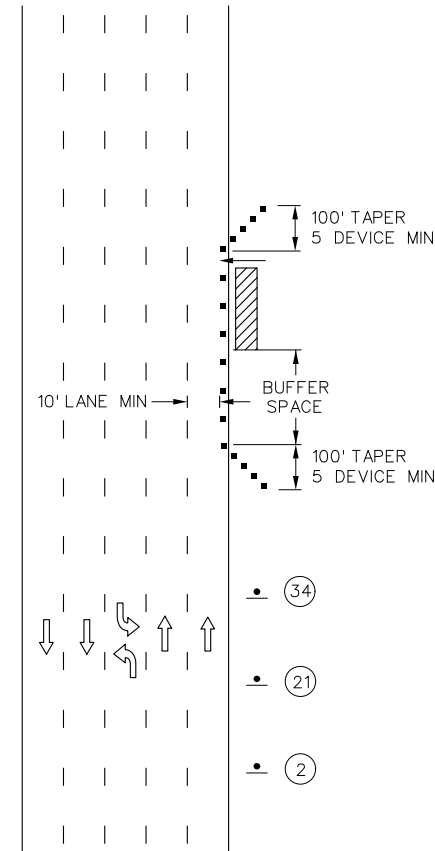 100' TAPER
5 DEVICE MIN
10' LANE MIN
BUFFER
SPACE
100' TAPER
5 DEVICE MIN
34
21
2